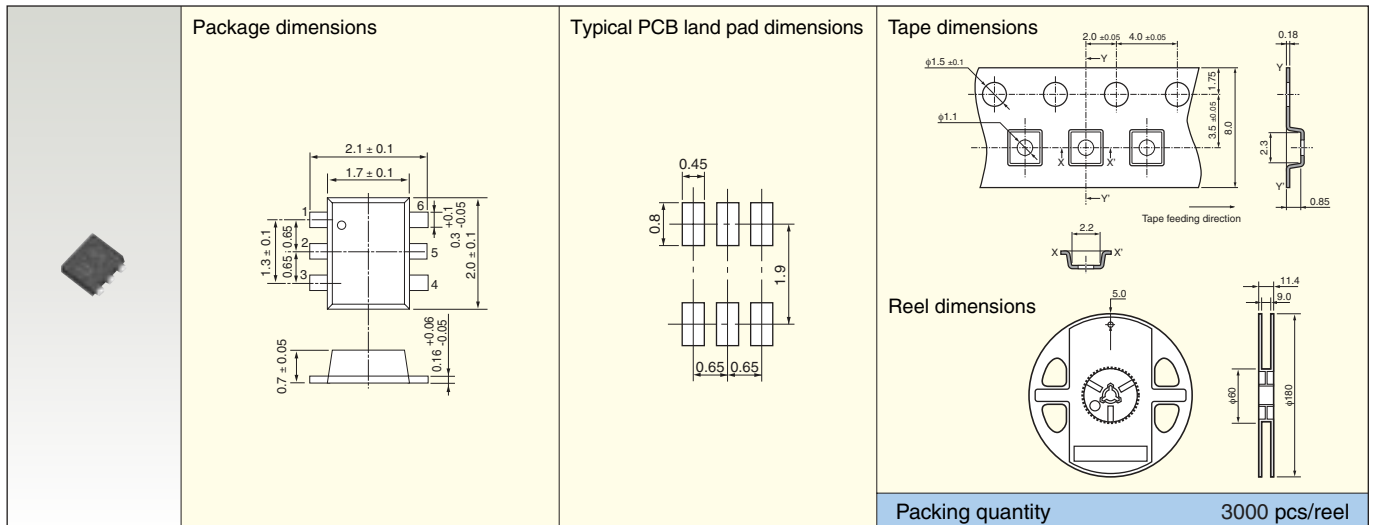 Package dimensions
2.1 ± 0.1
1.7 ± 0.1
1
6
2
5
3
4
1.3 ± 0.1
0.65
0.65
0.3 +0.1 -0.05
2.0 ± 0.1
0.7 ± 0.05
0.16 +0.06 -0.05
Typical PCB land pad dimensions
0.45
0.8
1.9
0.65 0.65
Tape dimensions
2.0 ±0.05
4.0 ±0.05
0.18
φ1.5 ±0.1
Y
Y
1.75
3.5 ±0.05
8.0
φ1.1
X X'
2.3
Y'
Y'
0.85
Tape feeding direction
2.2
X X'
Reel dimensions
5.0
11.4
9.0
φ60
φ180
Packing quantity 3000 pcs/reel